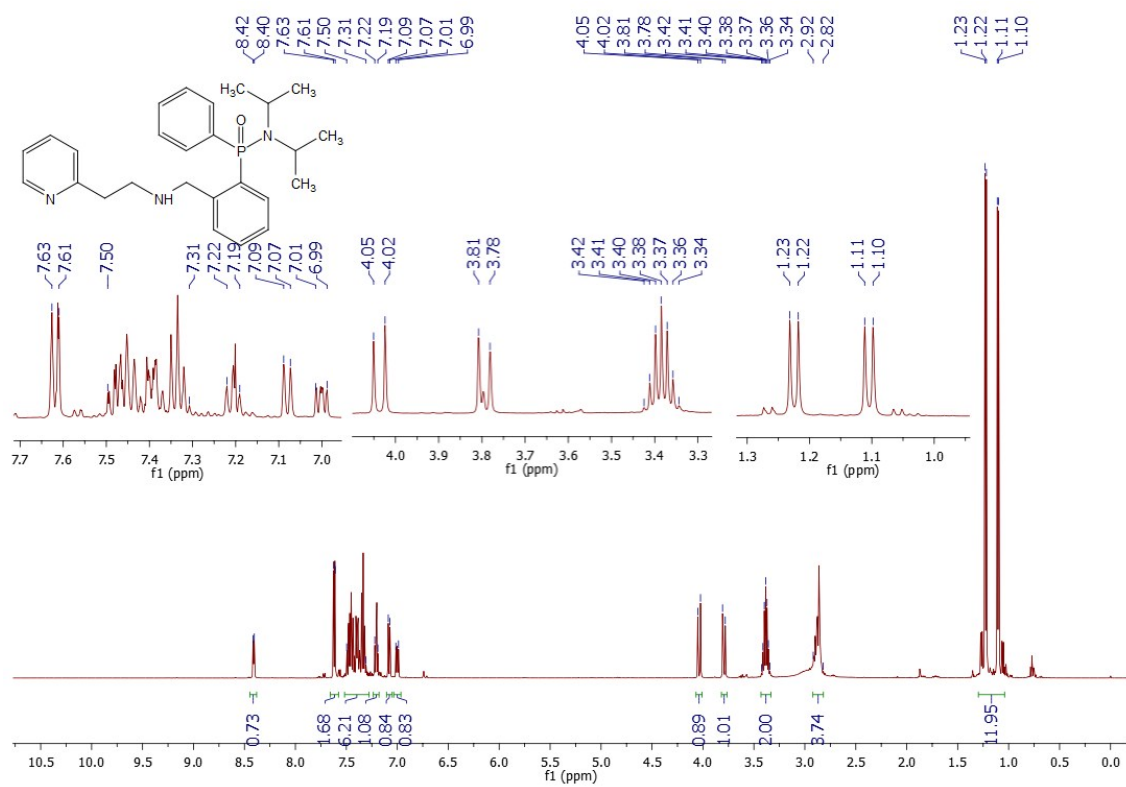 8.42 8.40 7.63 7.61 7.50 7.31 7.22 7.19 7.09 7.07 7.01 6.99 4.05 4.02 3.81 3.78 3.42 3.41 3.40 3.38 3.37 3.36 3.34 2.92 2.82 1.23 1.22 1.11 1.10
H₃C CH₃
O
P N CH₃
N NH CH₃
7.63 7.61 7.50 7.31 7.22 7.19 7.09 7.07 7.01 6.99
4.05 4.02 3.81 3.78 3.42 3.41 3.40 3.38 3.37 3.36 3.34
1.23 1.22 1.11 1.10
7.7 7.6 7.5 7.4 7.3 7.2 7.1 7.0
f1 (ppm)
4.0 3.9 3.8 3.7 3.6 3.5 3.4 3.3
f1 (ppm)
1.3 1.2 1.1 1.0
f1 (ppm)
0.73 1.68 6.21 1.08 0.84 0.83 0.89 1.01 2.00 3.74 11.95
10.5 10.0 9.5 9.0 8.5 8.0 7.5 7.0 6.5 6.0 5.5 5.0 4.5 4.0 3.5 3.0 2.5 2.0 1.5 1.0 0.5 0.0
f1 (ppm)